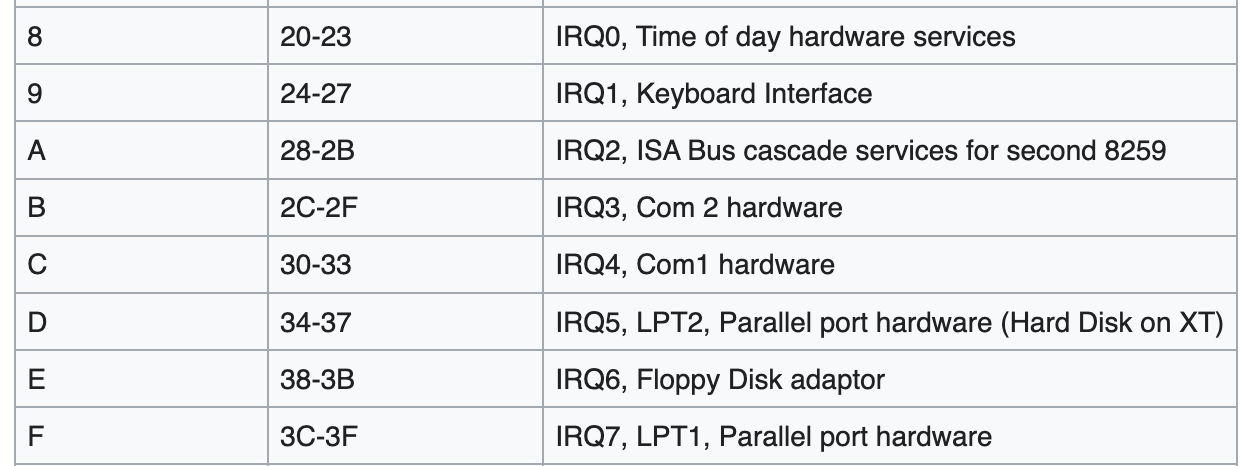 8 20-23 IRQ0, Time of day hardware services
9 24-27 IRQ1, Keyboard Interface
A 28-2B IRQ2, ISA Bus cascade services for second 8259
B 2C-2F IRQ3, Com 2 hardware
C 30-33 IRQ4, Com1 hardware
D 34-37 IRQ5, LPT2, Parallel port hardware (Hard Disk on XT)
E 38-3B IRQ6, Floppy Disk adaptor
F 3C-3F IRQ7, LPT1, Parallel port hardware